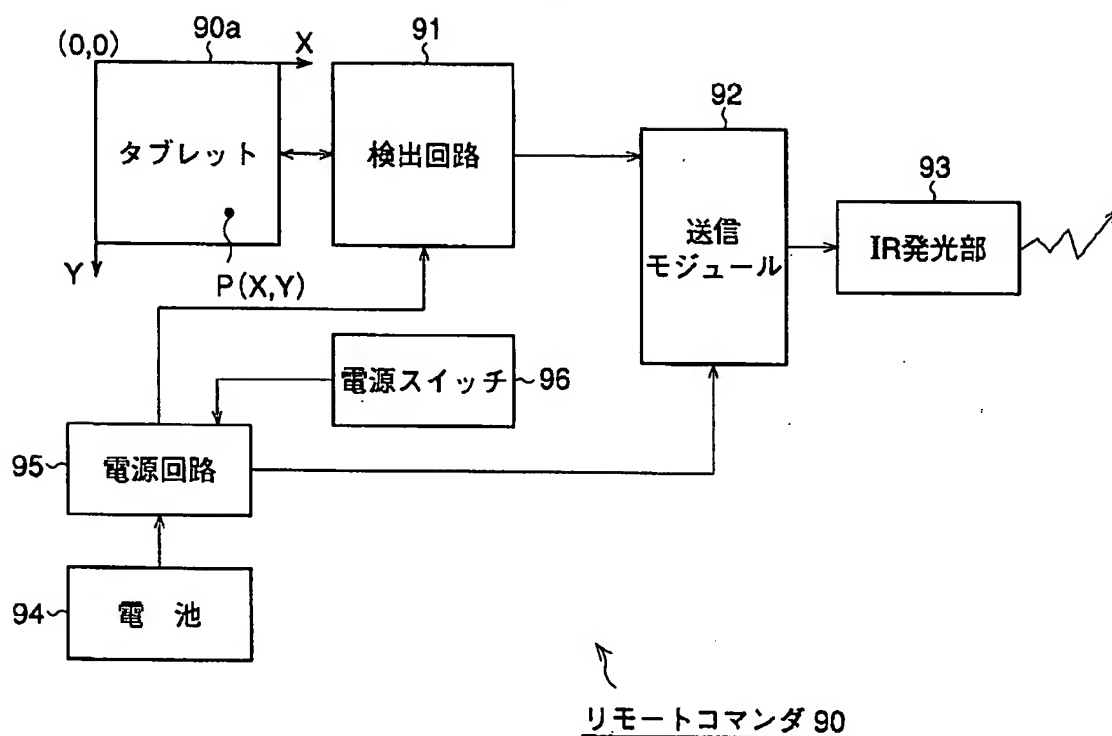 90a
91
(0,0)
X
92
タブレット
検出回路
93
送信
モジュール
IR発光部
Y
P(X,Y)
電源スイッチ
96
95
電源回路
94
電 池
リモートコマンダ 90